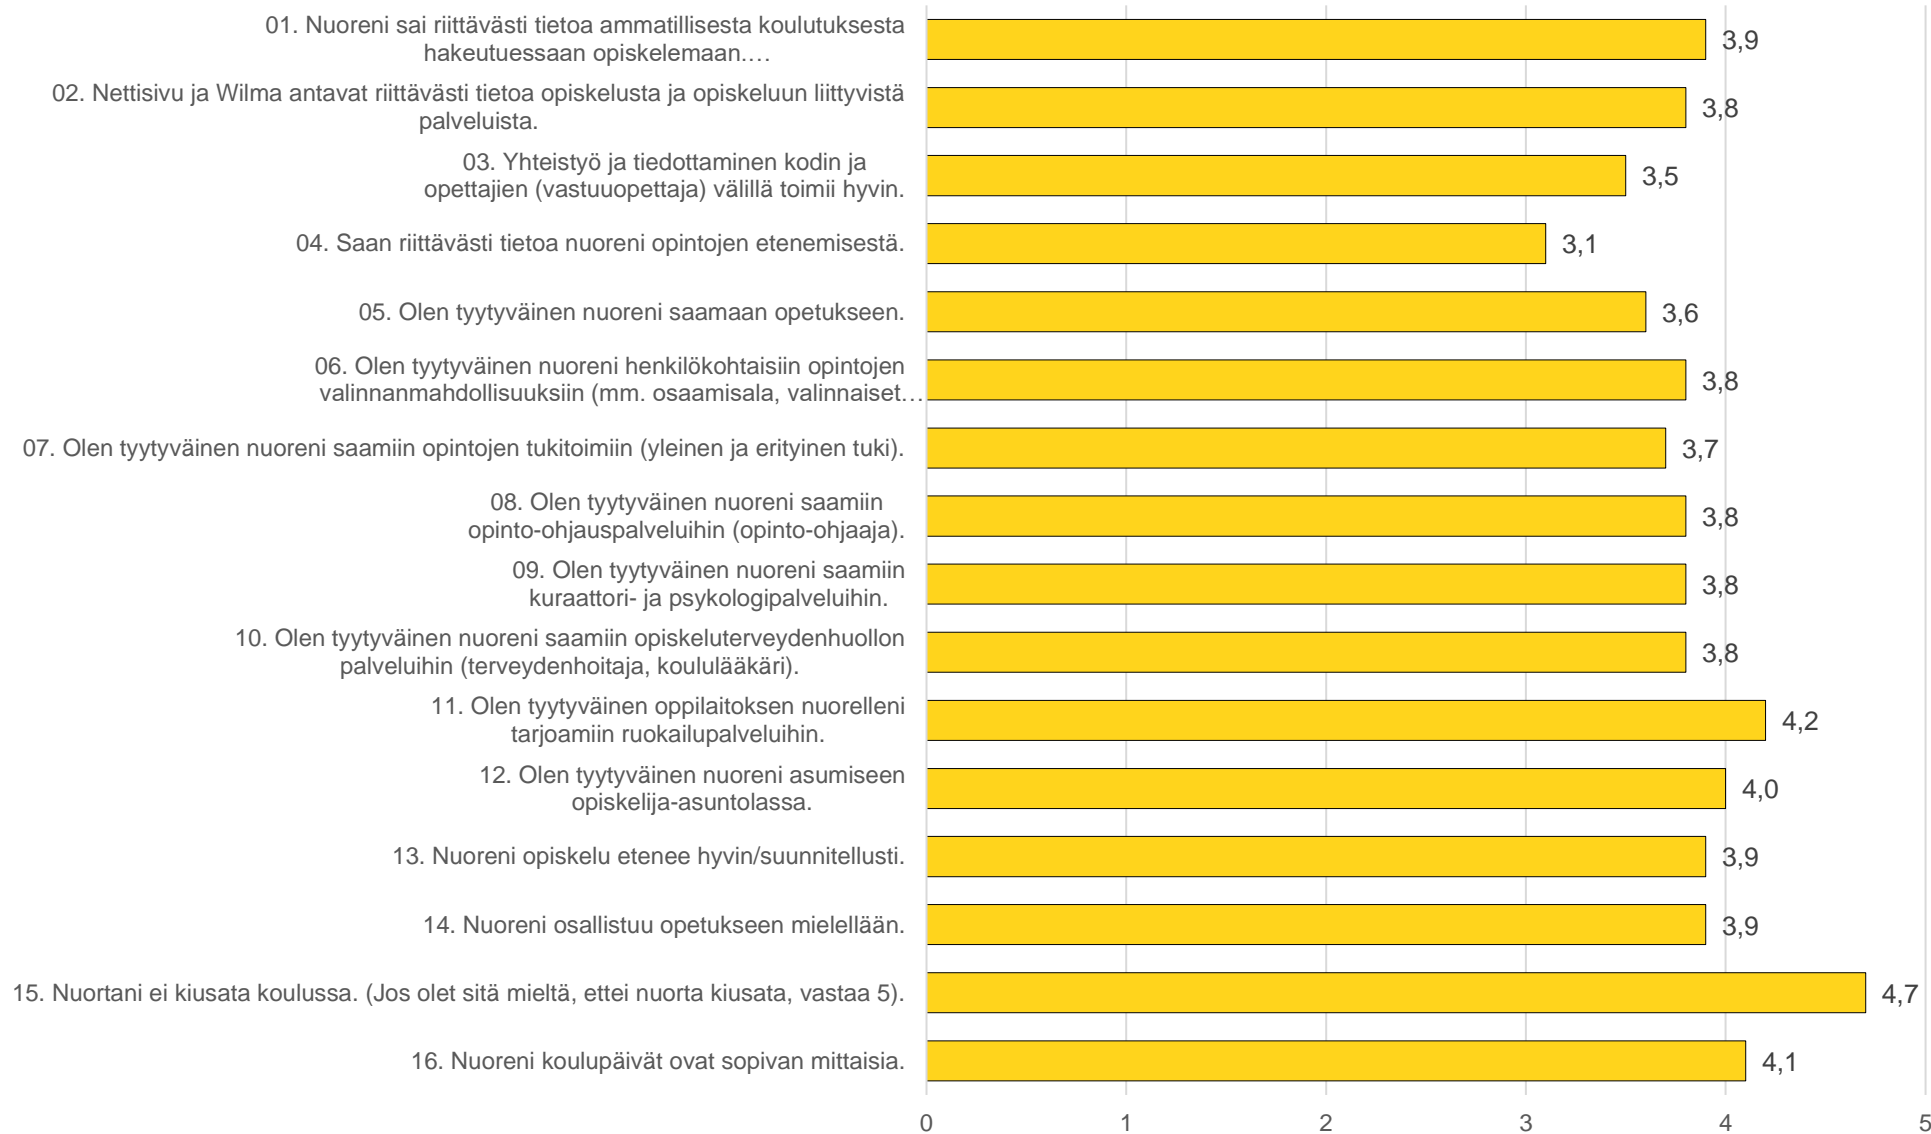 01. Nuoreni sai riittävästi tietoa ammatillisesta koulutuksesta
hakeutuessaan opiskelemaan.…
3,9
02. Nettisivu ja Wilma antavat riittävästi tietoa opiskelusta ja opiskeluun liittyvistä
palveluista.
3,8
03. Yhteistyö ja tiedottaminen kodin ja
opettajien (vastuuopettaja) välillä toimii hyvin.
3,5
04. Saan riittävästi tietoa nuoreni opintojen etenemisestä.
3,1
05. Olen tyytyväinen nuoreni saamaan opetukseen.
3,6
06. Olen tyytyväinen nuoreni henkilökohtaisiin opintojen
valinnanmahdollisuuksiin (mm. osaamisala, valinnaiset…
3,8
07. Olen tyytyväinen nuoreni saamiin opintojen tukitoimiin (yleinen ja erityinen tuki).
3,7
08. Olen tyytyväinen nuoreni saamiin
opinto-ohjauspalveluihin (opinto-ohjaaja).
3,8
09. Olen tyytyväinen nuoreni saamiin
kuraattori- ja psykologipalveluihin.
3,8
10. Olen tyytyväinen nuoreni saamiin opiskeluterveydenhuollon
palveluihin (terveydenhoitaja, koululääkäri).
3,8
11. Olen tyytyväinen oppilaitoksen nuorelleni
tarjoamiin ruokailupalveluihin.
4,2
12. Olen tyytyväinen nuoreni asumiseen
opiskelija-asuntolassa.
4,0
13. Nuoreni opiskelu etenee hyvin/suunnitellusti.
3,9
14. Nuoreni osallistuu opetukseen mielellään.
3,9
15. Nuortani ei kiusata koulussa. (Jos olet sitä mieltä, ettei nuorta kiusata, vastaa 5).
4,7
16. Nuoreni koulupäivät ovat sopivan mittaisia.
4,1
0 1 2 3 4 5